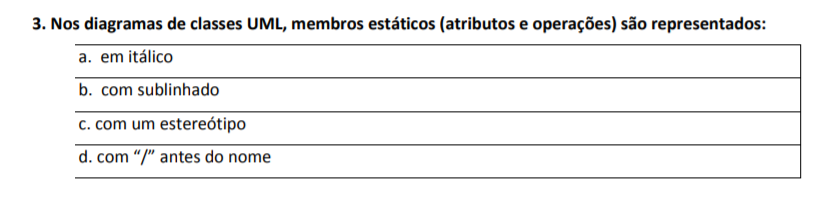 3. Nos diagramas de classes UML, membros estáticos (atributos e operações) são representados:
a. em itálico
b. com sublinhado
c. com um estereótipo
d. com “/” antes do nome